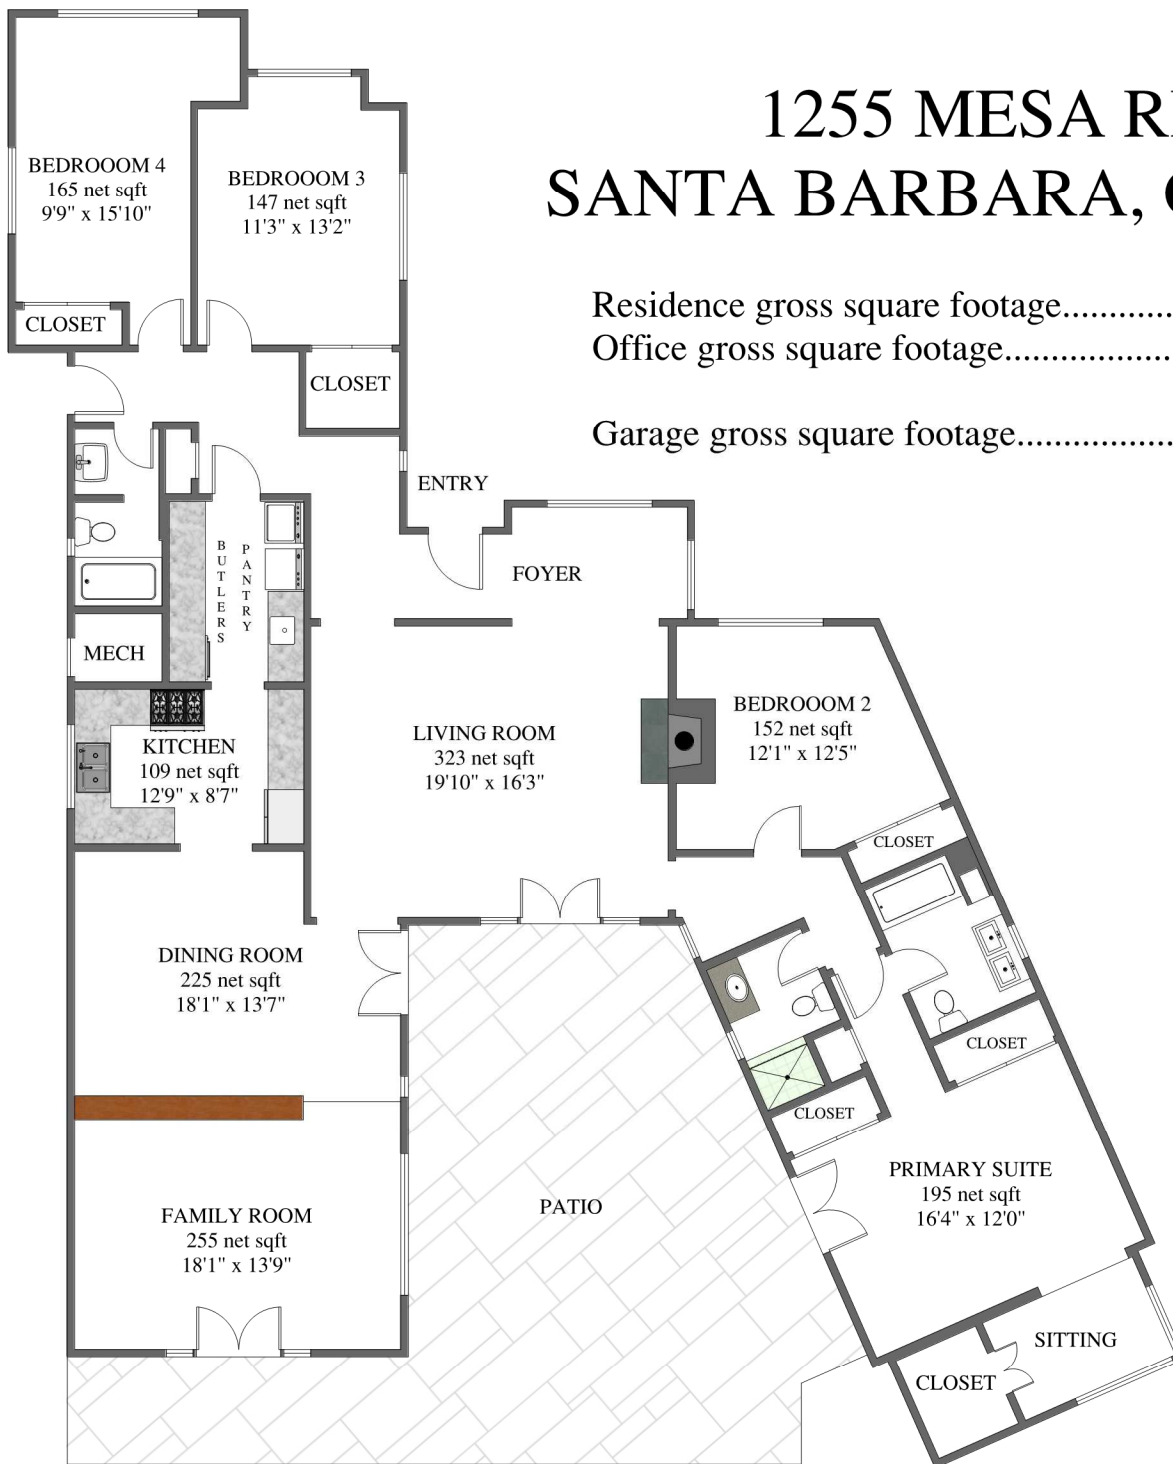 1255 MESA R
SANTA BARBARA,
Residence gross square footage............
Office gross square footage..................
Garage gross square footage.................
BEDROOOM 4
165 net sqft
9'9" x 15'10"
BEDROOOM 3
147 net sqft
11'3" x 13'2"
CLOSET
CLOSET
ENTRY
FOYER
BUTLERS
PANTRY
MECH
KITCHEN
109 net sqft
12'9" x 8'7"
LIVING ROOM
323 net sqft
19'10" x 16'3"
BEDROOOM 2
152 net sqft
12'1" x 12'5"
CLOSET
DINING ROOM
225 net sqft
18'1" x 13'7"
CLOSET
CLOSET
PRIMARY SUITE
195 net sqft
16'4" x 12'0"
FAMILY ROOM
255 net sqft
18'1" x 13'9"
PATIO
SITTING
CLOSET